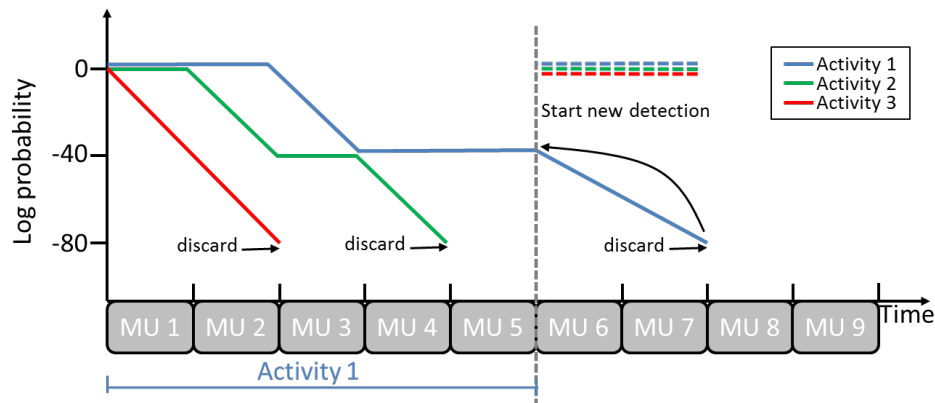 Log probability
0
-40
-80
Activity 1
Activity 2
Activity 3
Start new detection
discard
discard
discard
MU 1
MU 2
MU 3
MU 4
MU 5
MU 6
MU 7
MU 8
MU 9
Time
Activity 1